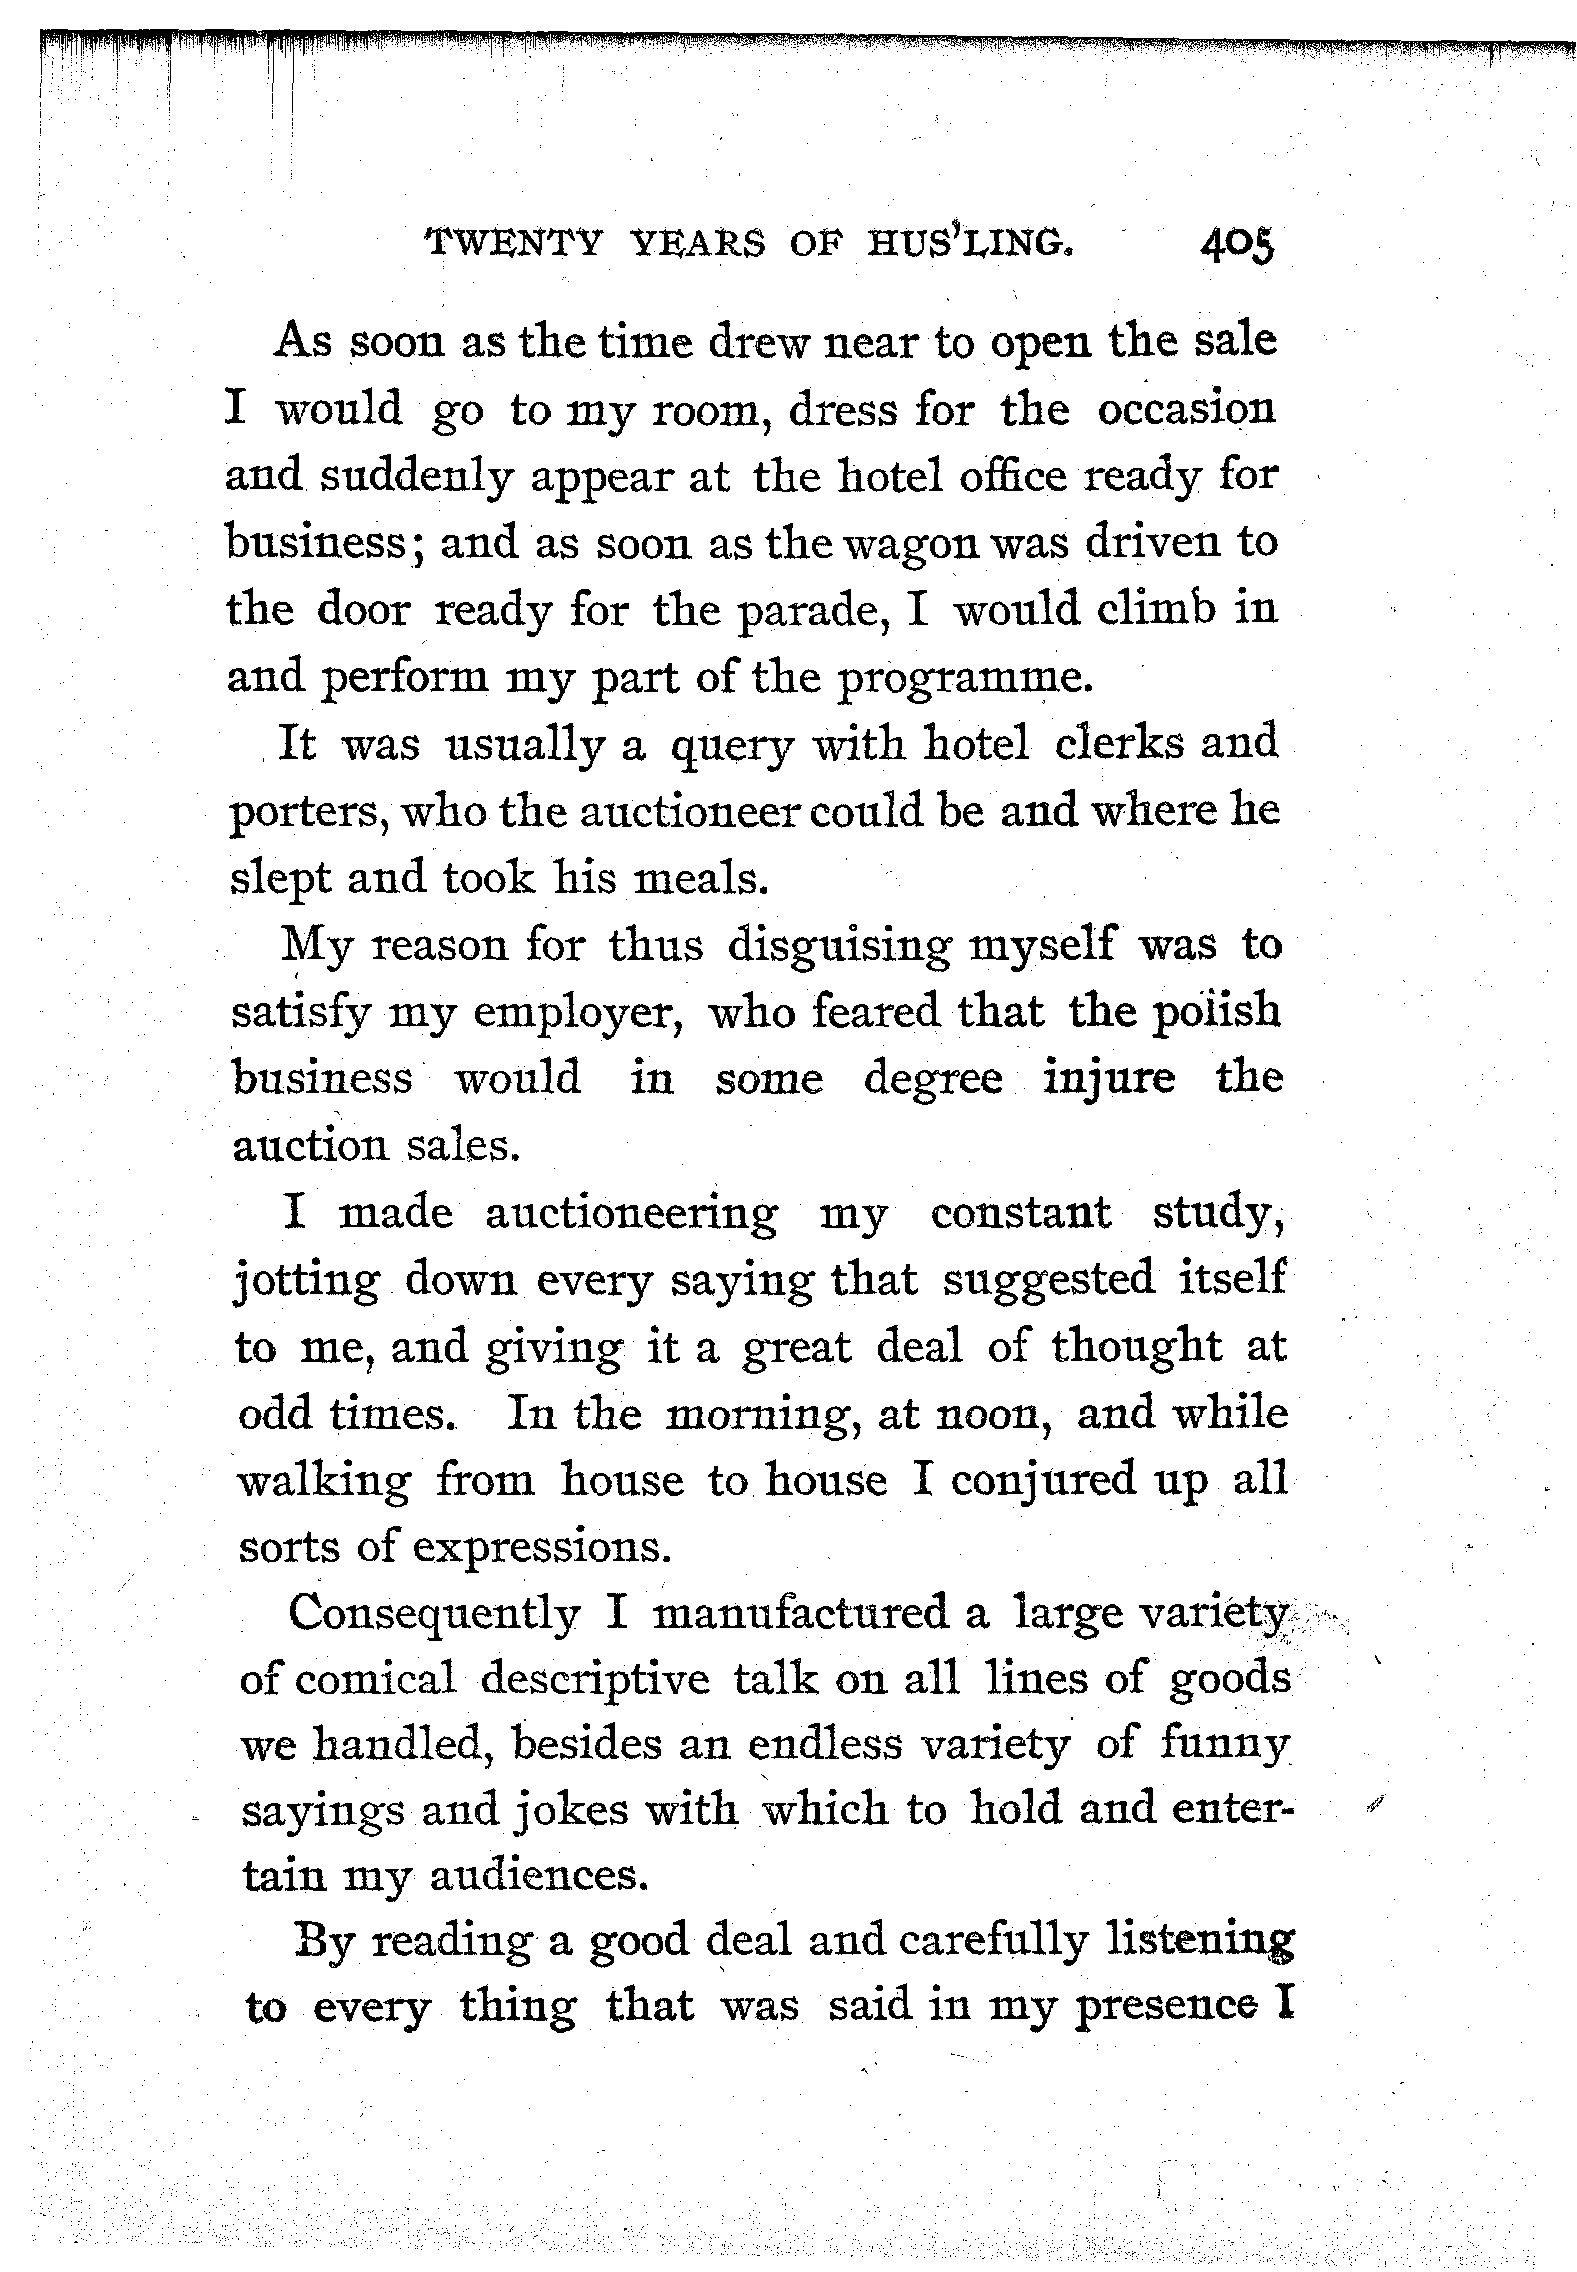 TWENTY YEARS OF HUS'LING. 405
As soon as the time drew near to open the sale
I would go to my room, dress for the occasion
and suddenly appear at the hotel office ready for
business; and as soon as the wagon was driven to
the door ready for the parade, I would climb in
and perform my part of the programme.
It was usually a query with hotel clerks and
porters, who the auctioneer could be and where he
slept and took his meals.
My reason for thus disguising myself was to
satisfy my employer, who feared that the polish
business would in some degree injure the
auction sales.
I made auctioneering my constant study,
jotting down every saying that suggested itself
to me, and giving it a great deal of thought at
odd times. In the morning, at noon, and while
walking from house to house I conjured up all
sorts of expressions.
Consequently I manufactured a large variety
of comical descriptive talk on all lines of goods
we handled, besides an endless variety of funny
sayings and jokes with which to hold and enter-
tain my audiences.
By reading a good deal and carefully listening
to every thing that was said in my presence I